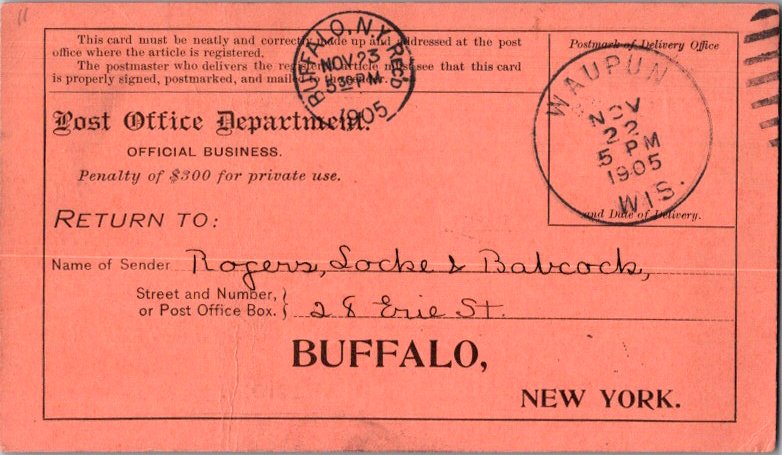 11
This card must be neatly and correctly made up and addressed at the post
office where the article is registered.
The postmaster who delivers the registered article must see that this card
is properly signed, postmarked, and mailed to the sender.
BUFFALO, N.Y. REC'D
NOV 23
5 30 PM
1905
Postmark of Delivery Office
WAUPUN
NOV
22
5 PM
1905
WIS.
and Date of Delivery.
Post Office Department.
OFFICIAL BUSINESS.
Penalty of $300 for private use.
RETURN TO:
Name of Sender Rogers, Locke & Babcock,
Street and Number,
or Post Office Box. } 28 Erie St.
BUFFALO,
NEW YORK.